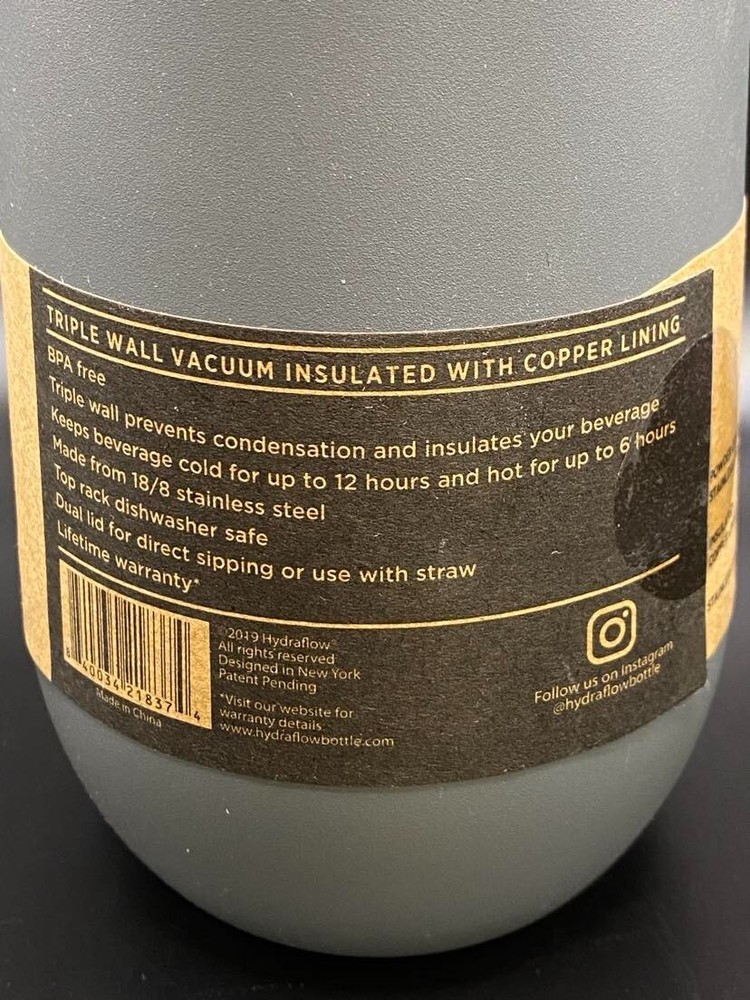 TRIPLE WALL VACUUM INSULATED WITH COPPER LINING
BPA free
Triple wall prevents condensation and insulates your beverage
Keeps beverage cold for up to 12 hours and hot for up to 6 hours
Made from 18/8 stainless steel
Top rack dishwasher safe
Dual lid for direct sipping or use with straw
Lifetime warranty*
8 40034 21837 4
Made in China
©2019 Hydraflow
All rights reserved
Designed in New York
Patent Pending
*Visit our website for
warranty details.
www.hydraflowbottle.com
Follow us on Instagram
@hydraflowbottle